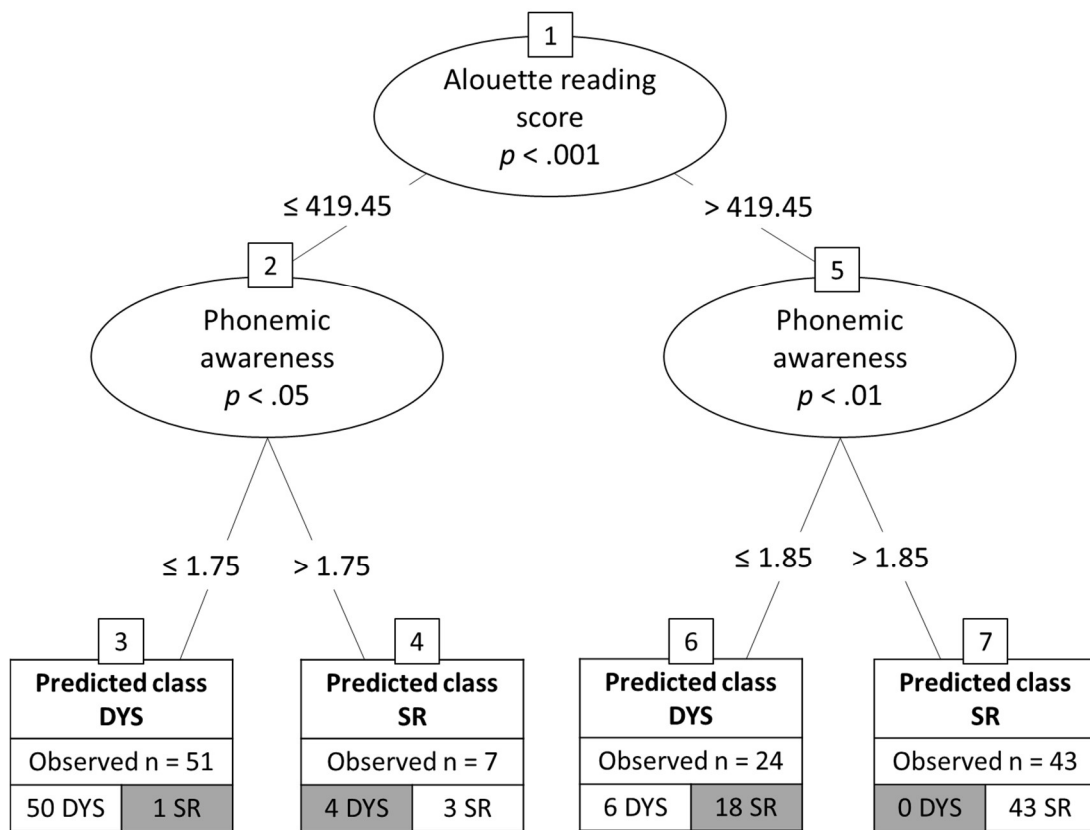 1
Alouette reading
score
p < .001
≤ 419.45
> 419.45
2
Phonemic
awareness
p < .05
5
Phonemic
awareness
p < .01
≤ 1.75
> 1.75
≤ 1.85
> 1.85
3
Predicted class
DYS
Observed n = 51
50 DYS 1 SR
4
Predicted class
SR
Observed n = 7
4 DYS 3 SR
6
Predicted class
DYS
Observed n = 24
6 DYS 18 SR
7
Predicted class
SR
Observed n = 43
0 DYS 43 SR